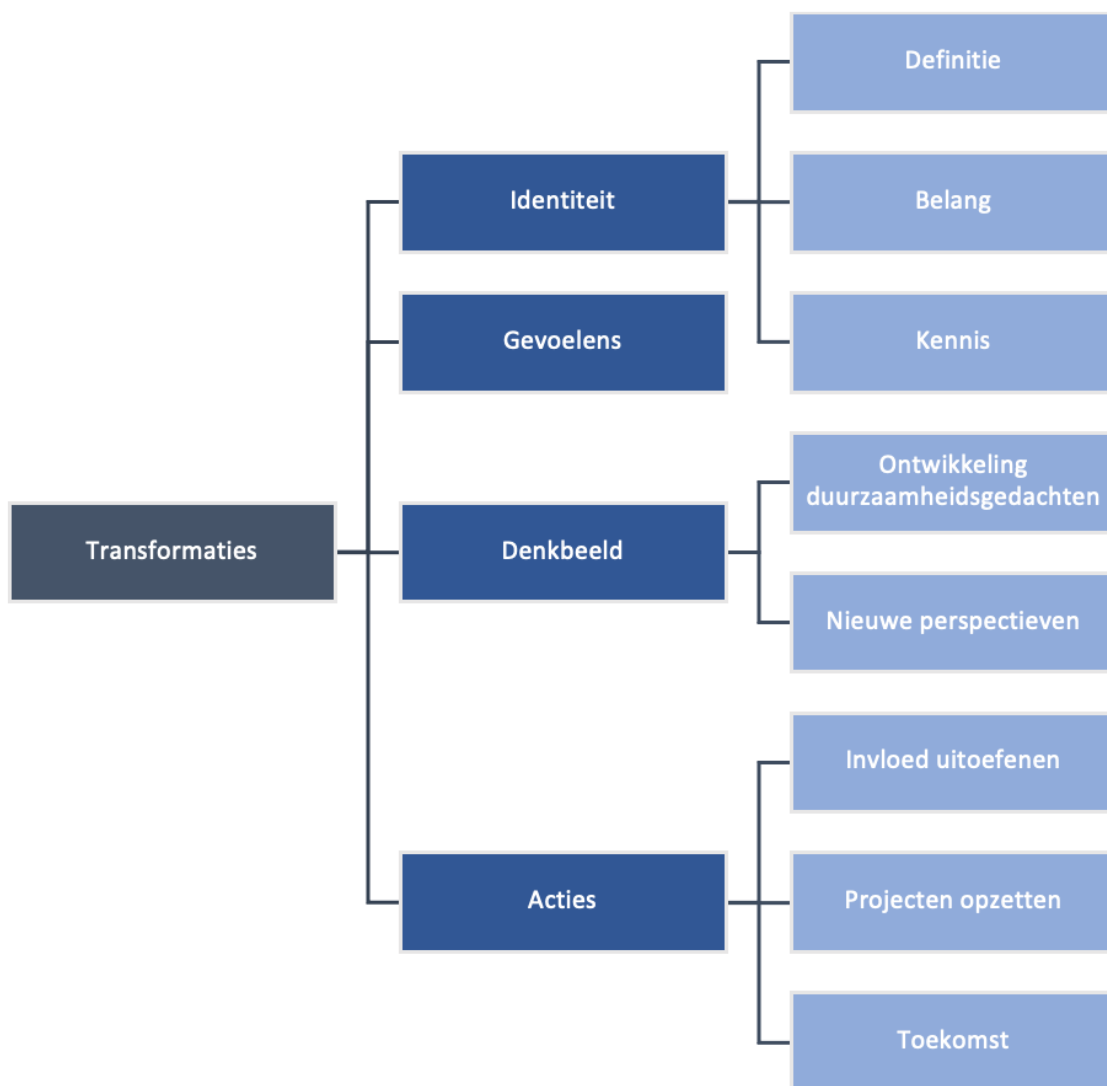 Transformaties
Identiteit
Definitie
Belang
Kennis
Gevoelens
Denkbeeld
Ontwikkeling
duurzaamheidsgedachten
Nieuwe perspectieven
Acties
Invloed uitoefenen
Projecten opzetten
Toekomst